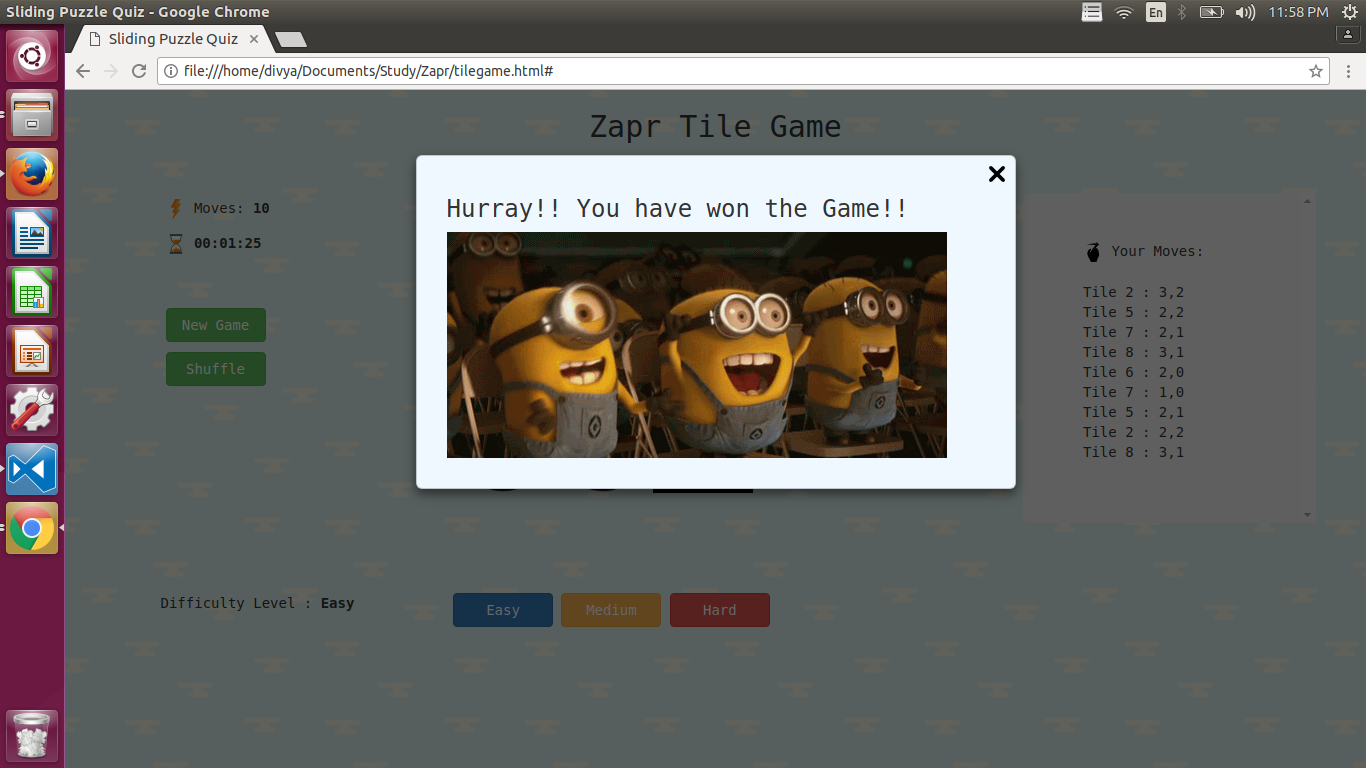 Sliding Puzzle Quiz - Google Chrome
En
11:58 PM
Sliding Puzzle Quiz
file:///home/divya/Documents/Study/Zapr/tilegame.html#
Zapr Tile Game
Moves: 10
00:01:25
New Game
Shuffle
Hurray!! You have won the Game!!
Your Moves:
Tile 2 : 3,2
Tile 5 : 2,2
Tile 7 : 2,1
Tile 8 : 3,1
Tile 6 : 2,0
Tile 7 : 1,0
Tile 5 : 2,1
Tile 2 : 2,2
Tile 8 : 3,1
Difficulty Level : Easy
Easy
Medium
Hard